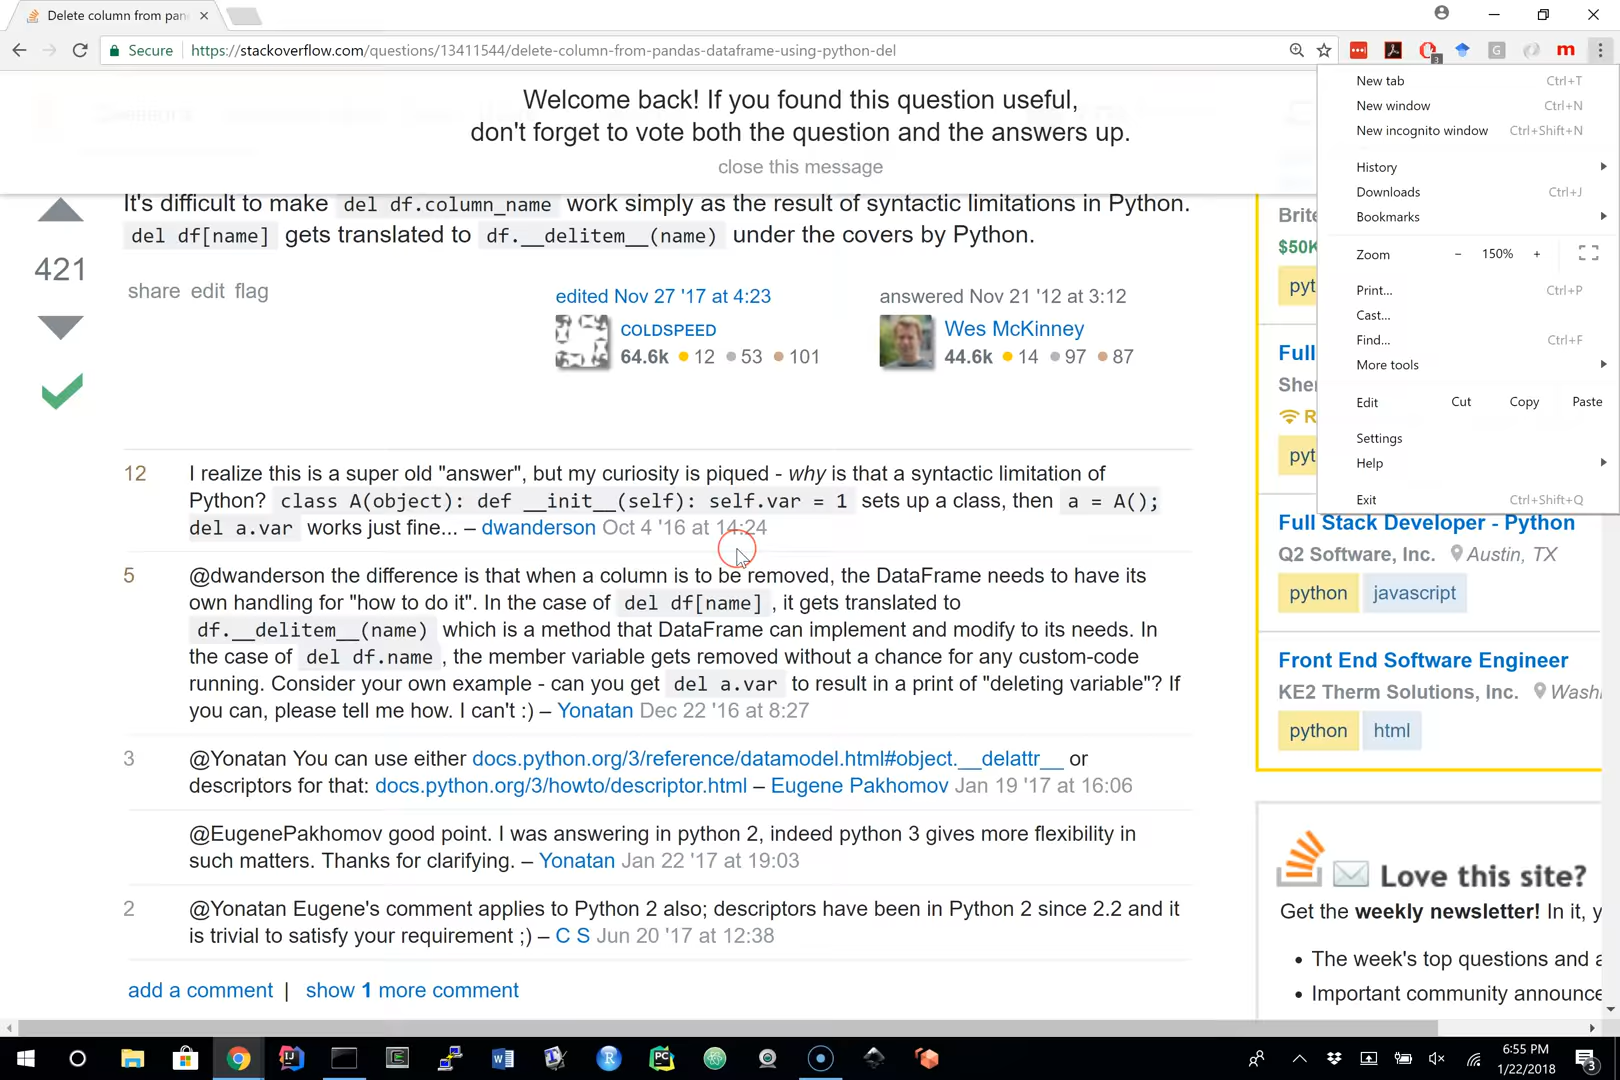 Delete column from pan
Secure
https://stackoverflow.com/questions/13411544/delete-column-from-pandas-dataframe-using-python-del
Welcome back! If you found this question useful,
don't forget to vote both the question and the answers up.
close this message
It's difficult to make del df.column_name work simply as the result of syntactic limitations in Python.
del df[name] gets translated to df.__delitem__(name) under the covers by Python.
421
share edit flag
edited Nov 27 '17 at 4:23
COLDSPEED
64.6k 12 53 101
answered Nov 21 '12 at 3:12
Wes McKinney
44.6k 14 97 87
12
I realize this is a super old "answer", but my curiosity is piqued - why is that a syntactic limitation of
Python? class A(object): def __init__(self): self.var = 1 sets up a class, then a = A();
del a.var works just fine... – dwanderson Oct 4 '16 at 14:24
5
@dwanderson the difference is that when a column is to be removed, the DataFrame needs to have its
own handling for "how to do it". In the case of del df[name] , it gets translated to
df.__delitem__(name) which is a method that DataFrame can implement and modify to its needs. In
the case of del df.name , the member variable gets removed without a chance for any custom-code
running. Consider your own example - can you get del a.var to result in a print of "deleting variable"? If
you can, please tell me how. I can't :) – Yonatan Dec 22 '16 at 8:27
3
@Yonatan You can use either docs.python.org/3/reference/datamodel.html#object.__delattr__ or
descriptors for that: docs.python.org/3/howto/descriptor.html – Eugene Pakhomov Jan 19 '17 at 16:06
@EugenePakhomov good point. I was answering in python 2, indeed python 3 gives more flexibility in
such matters. Thanks for clarifying. – Yonatan Jan 22 '17 at 19:03
2
@Yonatan Eugene's comment applies to Python 2 also; descriptors have been in Python 2 since 2.2 and it
is trivial to satisfy your requirement ;) – C S Jun 20 '17 at 12:38
add a comment | show 1 more comment
New tab Ctrl+T
New window Ctrl+N
New incognito window Ctrl+Shift+N
History
Downloads Ctrl+J
Bookmarks
Zoom − 150% +
Print... Ctrl+P
Cast...
Find... Ctrl+F
More tools
Edit Cut Copy Paste
Settings
Help
Exit Ctrl+Shift+Q
Brite
$50K
pyt
Full
She
R
pyt
Full Stack Developer - Python
Q2 Software, Inc. Austin, TX
python javascript
Front End Software Engineer
KE2 Therm Solutions, Inc. Wash
python html
Love this site?
Get the weekly newsletter! In it, y
The week's top questions and a
Important community announce
6:55 PM
1/22/2018
3